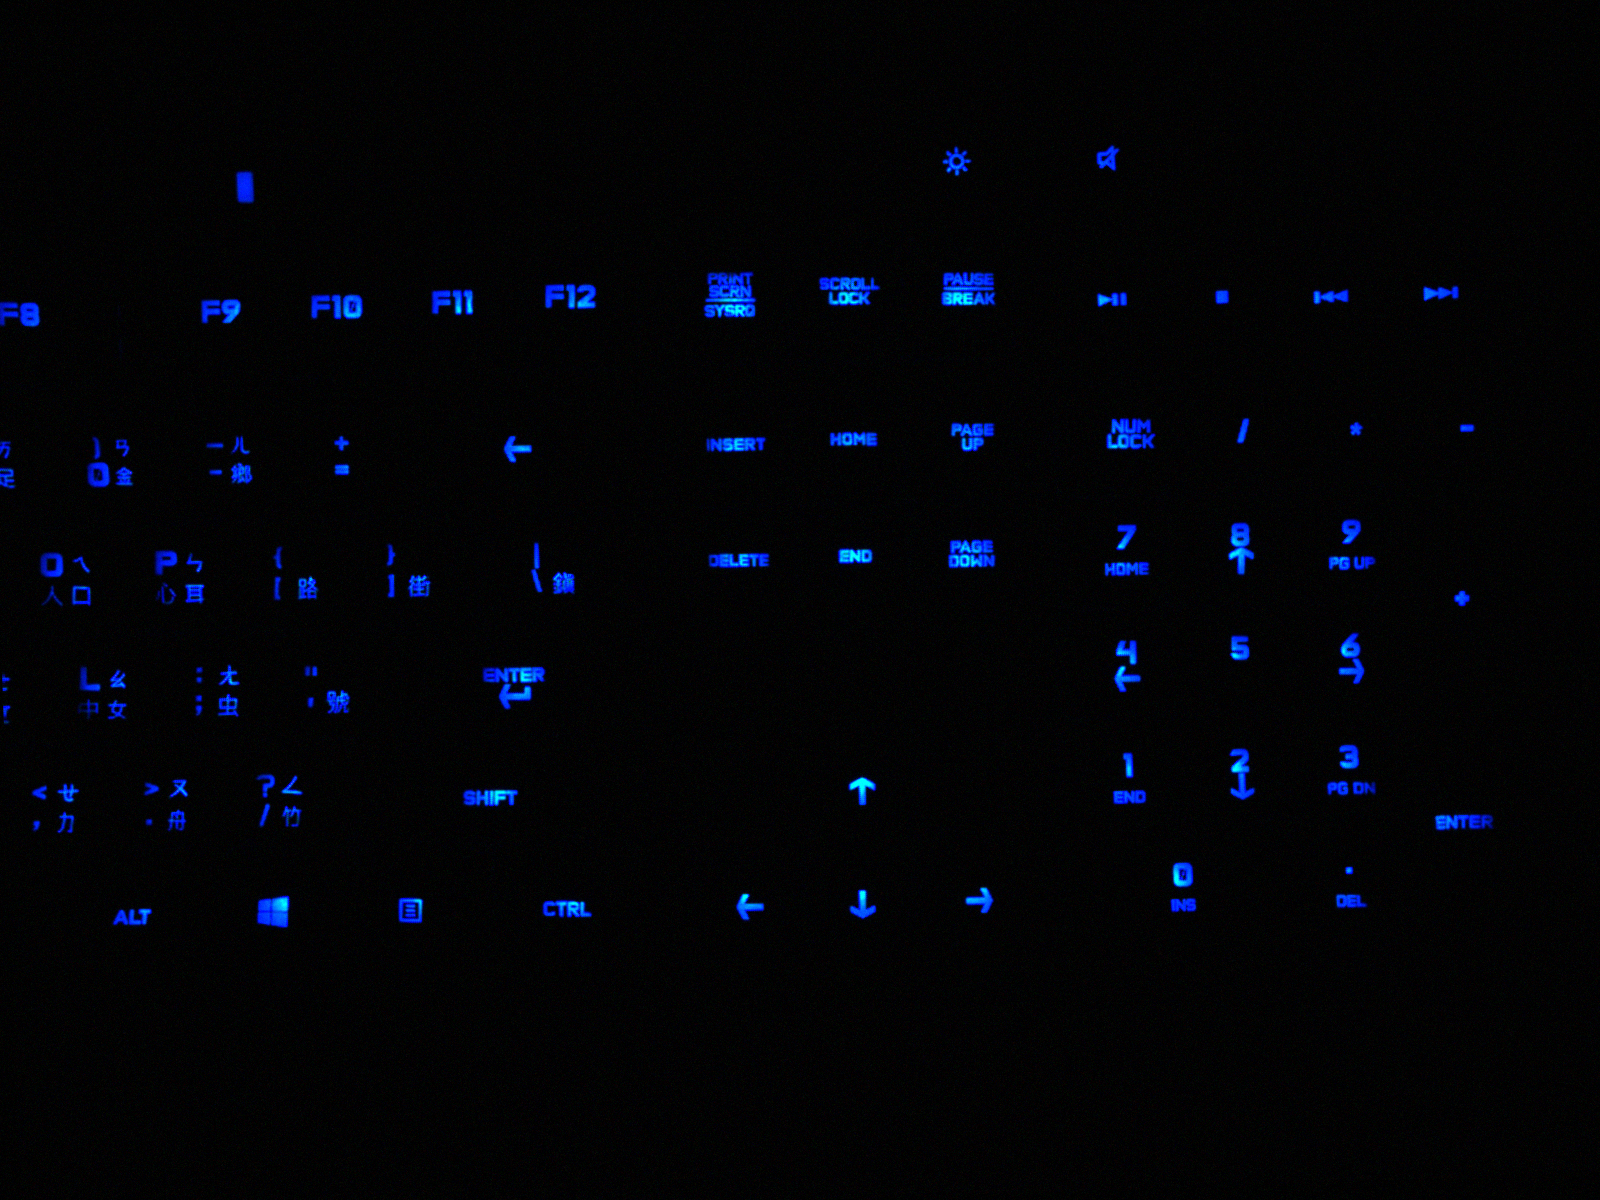 F8 F9 F10 F11 F12 PRINT SCRN SYSRQ SCROLL LOCK PAUSE BREAK
) ㄢ — ㄦ +
0 金 - 鄉 = ← INSERT HOME PAGE UP NUM LOCK / * -
O ㄟ P ㄣ { } |
人 口 心 耳 [ 路 ] 街 \ 鎖 DELETE END PAGE DOWN 7 HOME 8 ↑ 9 PG UP
+
L ㄠ : ㄤ " ENTER
中 女 ; 虫 ' 號 ↵ 4 ← 5 6 →
< ㄝ > ㄡ ? ㄥ
, 力 . 舟 / 竹 SHIFT ↑ 1 END 2 ↓ 3 PG DN
ENTER
ALT CTRL ← ↓ → 0 INS . DEL